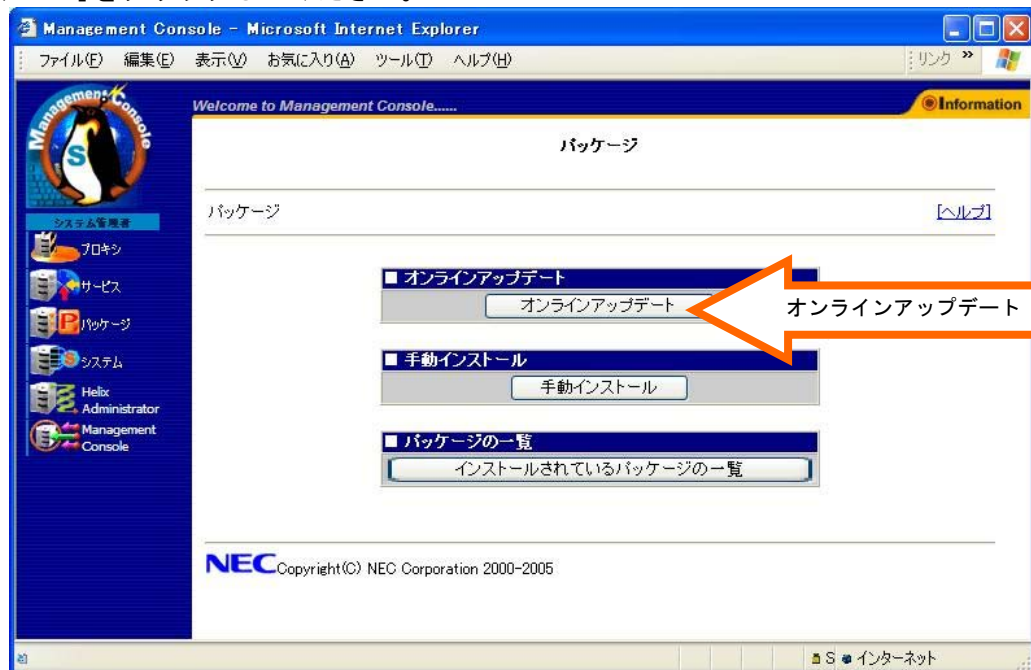 Management Console - Microsoft Internet Explorer
ファイル(F) 編集(E) 表示(V) お気に入り(A) ツール(T) ヘルプ(H)
リンク »
Management Console
S
Welcome to Management Console......
Information
パッケージ
システム管理者
パッケージ
[ヘルプ]
プロキシ
サービス
パッケージ
システム
Helix
Administrator
Management
Console
■ オンラインアップデート
オンラインアップデート
オンラインアップデート
■ 手動インストール
手動インストール
■ パッケージの一覧
インストールされているパッケージの一覧
NEC Copyright(C) NEC Corporation 2000-2005
S
インターネット